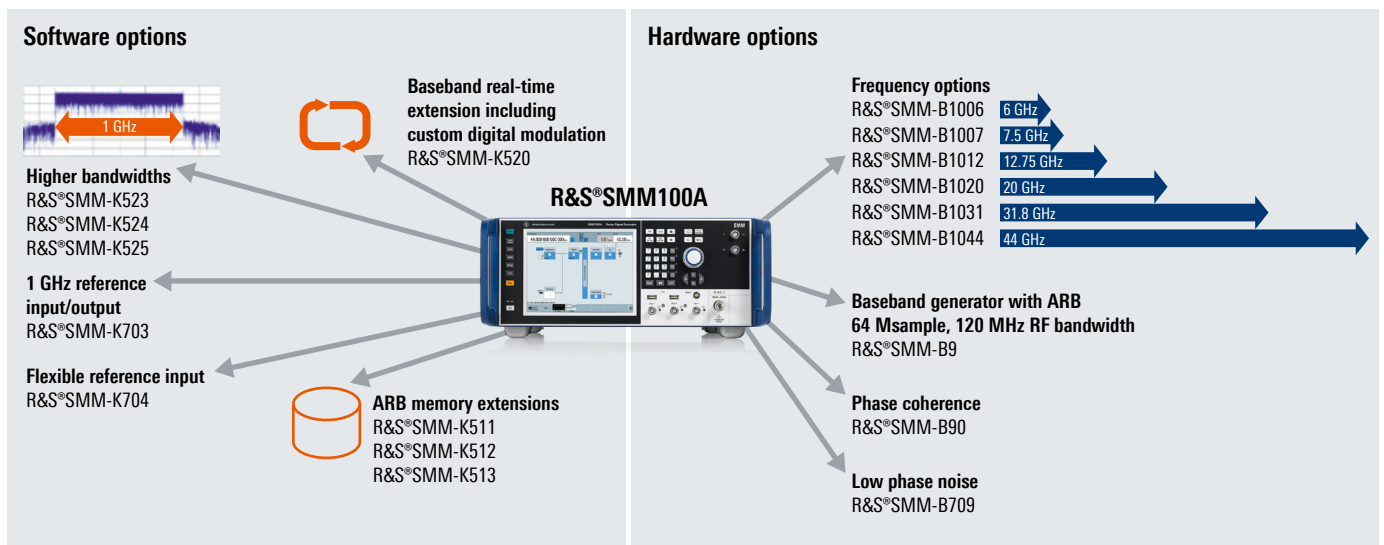 Software options
1 GHz
Higher bandwidths
R&S®SMM-K523
R&S®SMM-K524
R&S®SMM-K525
1 GHz reference
input/output
R&S®SMM-K703
Flexible reference input
R&S®SMM-K704
Baseband real-time
extension including
custom digital modulation
R&S®SMM-K520
ARB memory extensions
R&S®SMM-K511
R&S®SMM-K512
R&S®SMM-K513
R&S®SMM100A
SMM
Hardware options
Frequency options
R&S®SMM-B1006 6 GHz
R&S®SMM-B1007 7.5 GHz
R&S®SMM-B1012 12.75 GHz
R&S®SMM-B1020 20 GHz
R&S®SMM-B1031 31.8 GHz
R&S®SMM-B1044 44 GHz
Baseband generator with ARB
64 Msample, 120 MHz RF bandwidth
R&S®SMM-B9
Phase coherence
R&S®SMM-B90
Low phase noise
R&S®SMM-B709